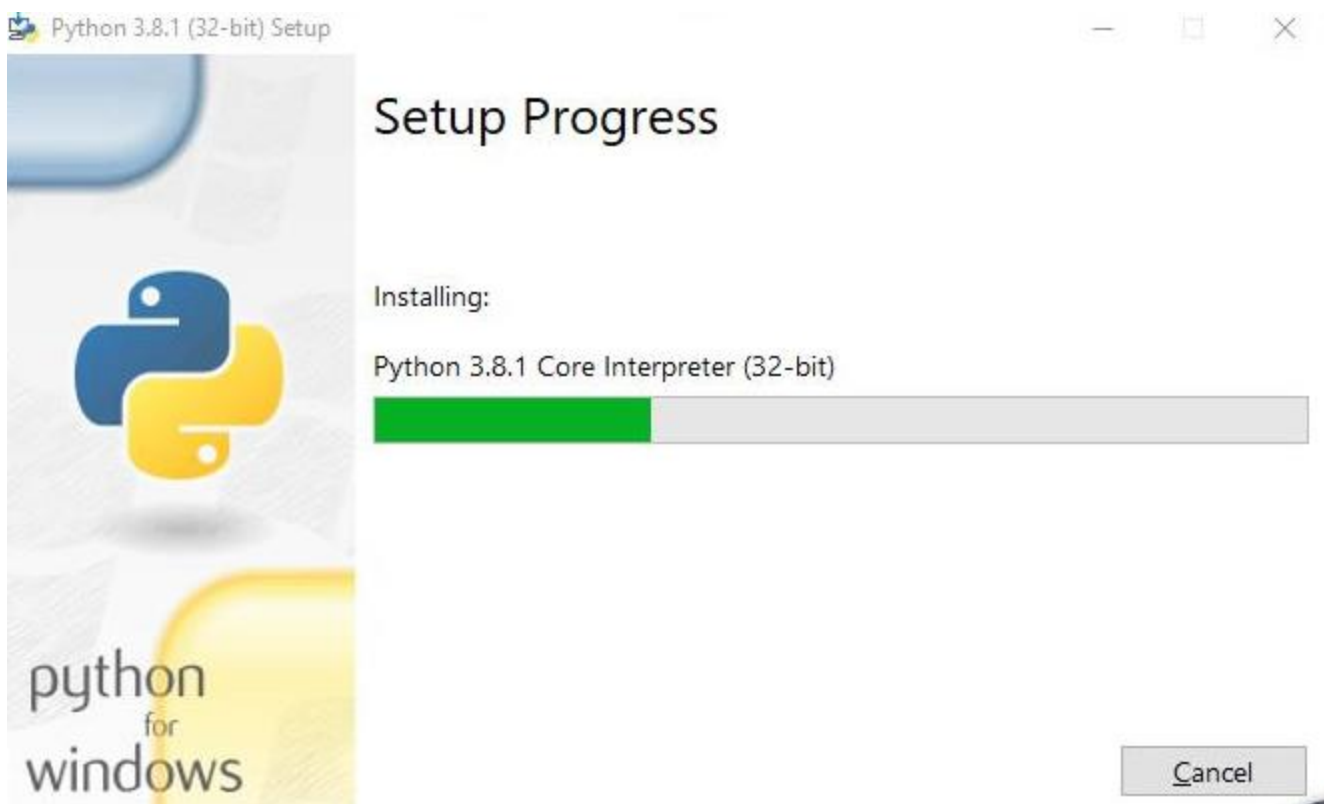 Python 3.8.1 (32-bit) Setup
Setup Progress
Installing:
Python 3.8.1 Core Interpreter (32-bit)
python
for
windows
Cancel